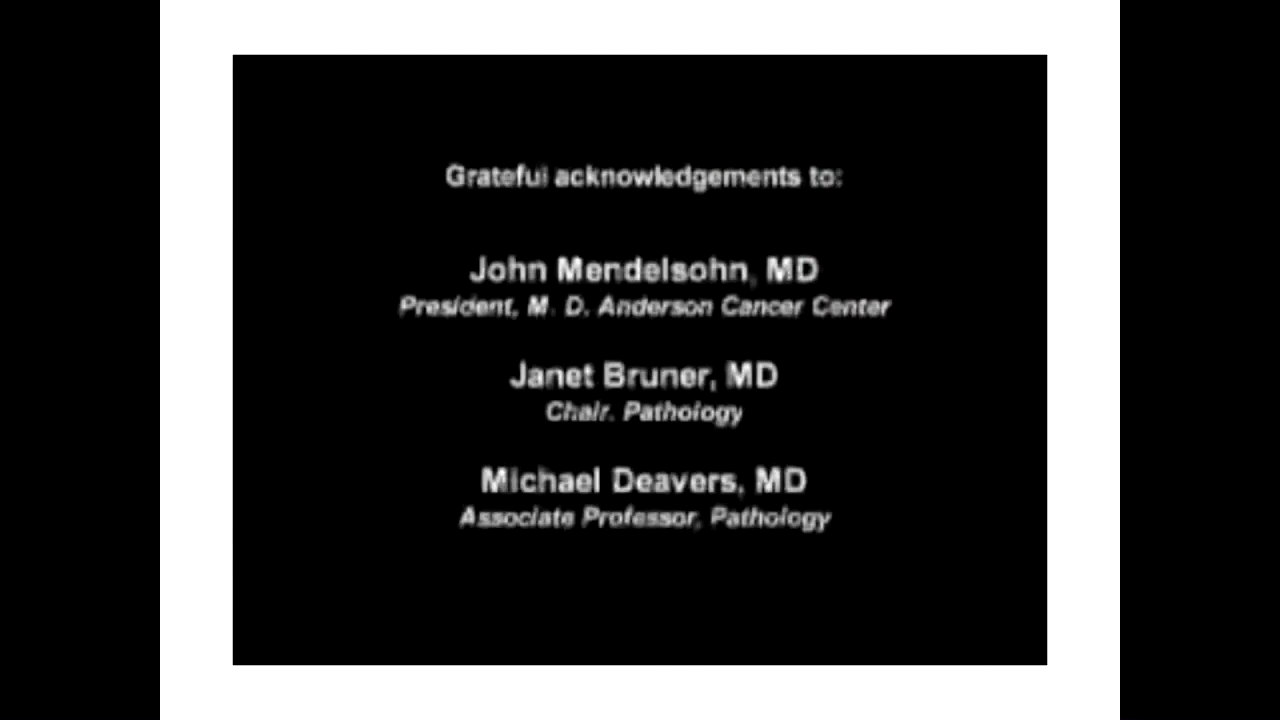 Grateful acknowledgements to:
John Mendelsohn, MD
President, M. D. Anderson Cancer Center
Janet Bruner, MD
Chair, Pathology
Michael Deavers, MD
Associate Professor, Pathology